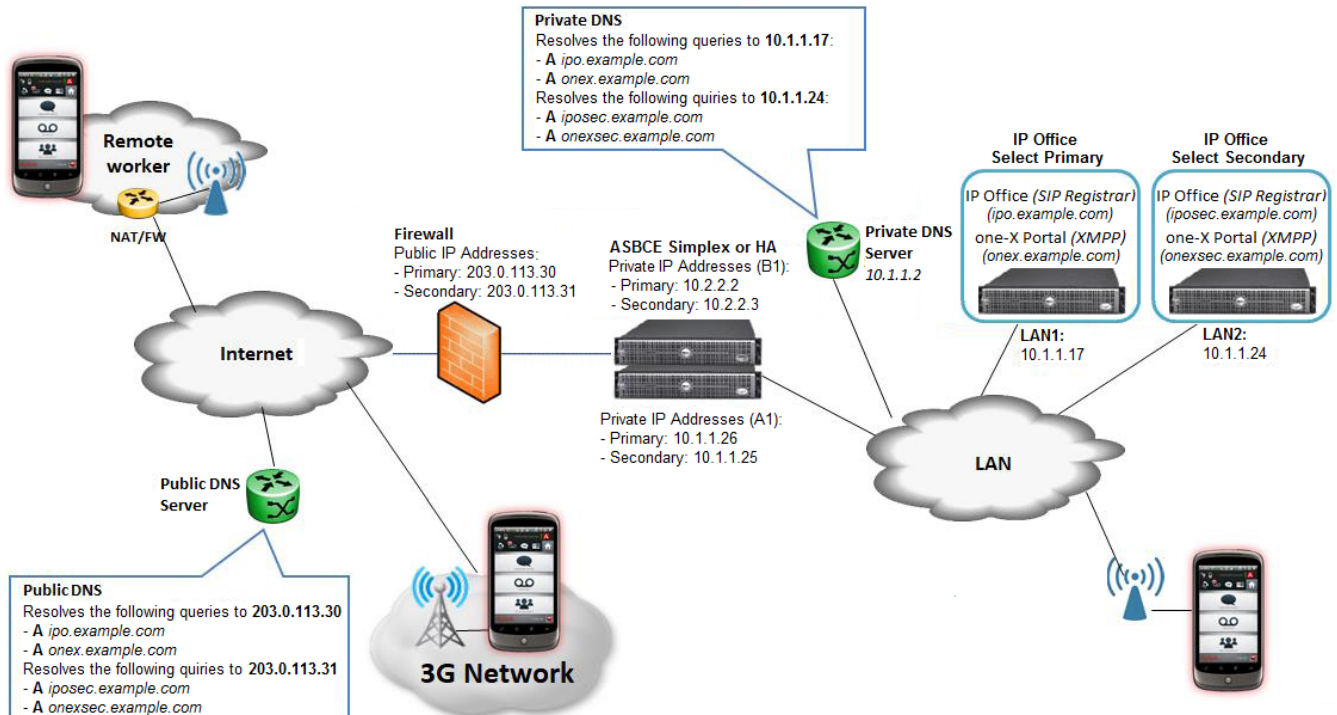 Private DNS
Resolves the following queries to 10.1.1.17:
- A ipo.example.com
- A onex.example.com
Resolves the following quiries to 10.1.1.24:
- A iposec.example.com
- A onexsec.example.com
Remote
worker
NAT/FW
Firewall
Public IP Addresses:
- Primary: 203.0.113.30
- Secondary: 203.0.113.31
ASBCE Simplex or HA
Private IP Addresses (B1):
- Primary: 10.2.2.2
- Secondary: 10.2.2.3
Private IP Addresses (A1):
- Primary: 10.1.1.26
- Secondary: 10.1.1.25
Private DNS
Server
10.1.1.2
IP Office
Select Primary
IP Office (SIP Registrar)
(ipo.example.com)
one-X Portal (XMPP)
(onex.example.com)
LAN1:
10.1.1.17
IP Office
Select Secondary
IP Office (SIP Registrar)
(iposec.example.com)
one-X Portal (XMPP)
(onexsec.example.com)
LAN2:
10.1.1.24
Internet
LAN
Public DNS
Server
Public DNS
Resolves the following queries to 203.0.113.30
- A ipo.example.com
- A onex.example.com
Resolves the following quiries to 203.0.113.31
- A iposec.example.com
- A onexsec.example.com
3G Network